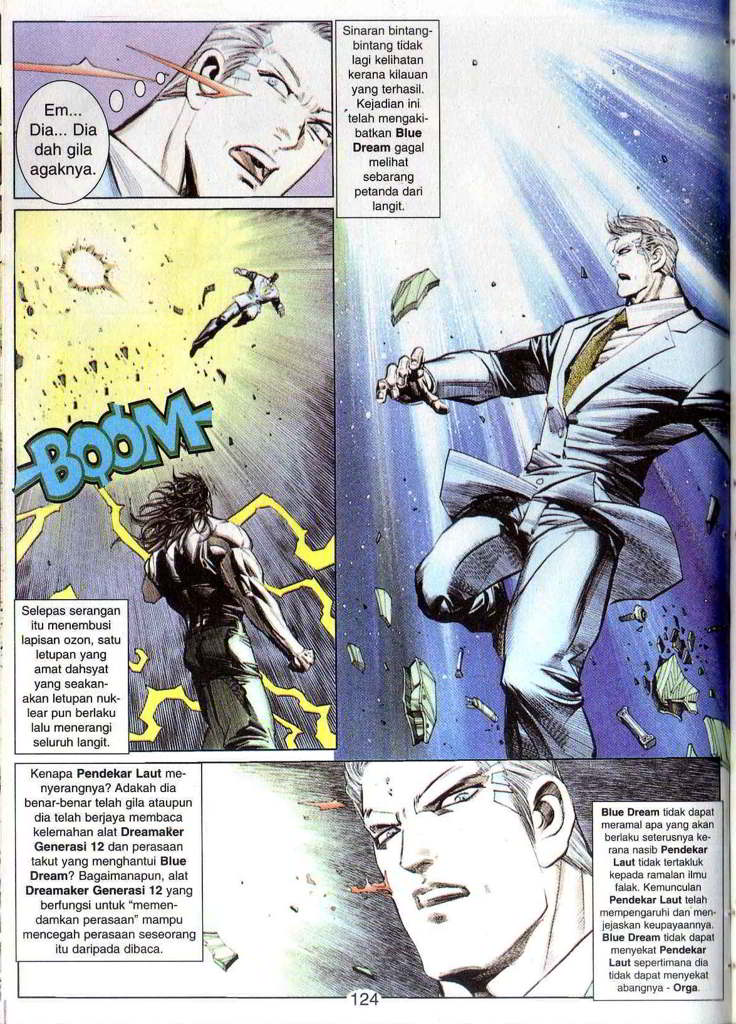 Em...
Dia... Dia
dah gila
agaknya.
Sinaran bintang-
bintang tidak
lagi kelihatan
kerana kilauan
yang terhasil.
Kejadian ini
telah mengaki-
batkan Blue
Dream gagal
melihat
sebarang
petanda dari
langit.
BOOM
Selepas serangan
itu menembusi
lapisan ozon, satu
letupan yang
amat dahsyat
yang seakan-
akan letupan nuk-
lear pun berlaku
lalu menerangi
seluruh langit.
Kenapa Pendekar Laut me-
nyerangnya? Adakah dia
benar-benar telah gila ataupun
dia telah berjaya membaca
kelemahan alat Dreamaker
Generasi 12 dan perasaan
takut yang menghantui Blue
Dream? Bagaimanapun, alat
Dreamaker Generasi 12 yang
berfungsi untuk “memen-
damkan perasaan” mampu
mencegah perasaan seseorang
itu daripada dibaca.
Blue Dream tidak dapat
meramal apa yang akan
berlaku seterusnya ke-
rana nasib Pendekar
Laut tidak tertakluk
kepada ramalan ilmu
falak. Kemunculan
Pendekar Laut telah
mempengaruhi dan men-
jejaskan keupayaannya.
Blue Dream tidak dapat
menyekat Pendekar
Laut sepertimana dia
tidak dapat menyekat
abangnya - Orga.
124